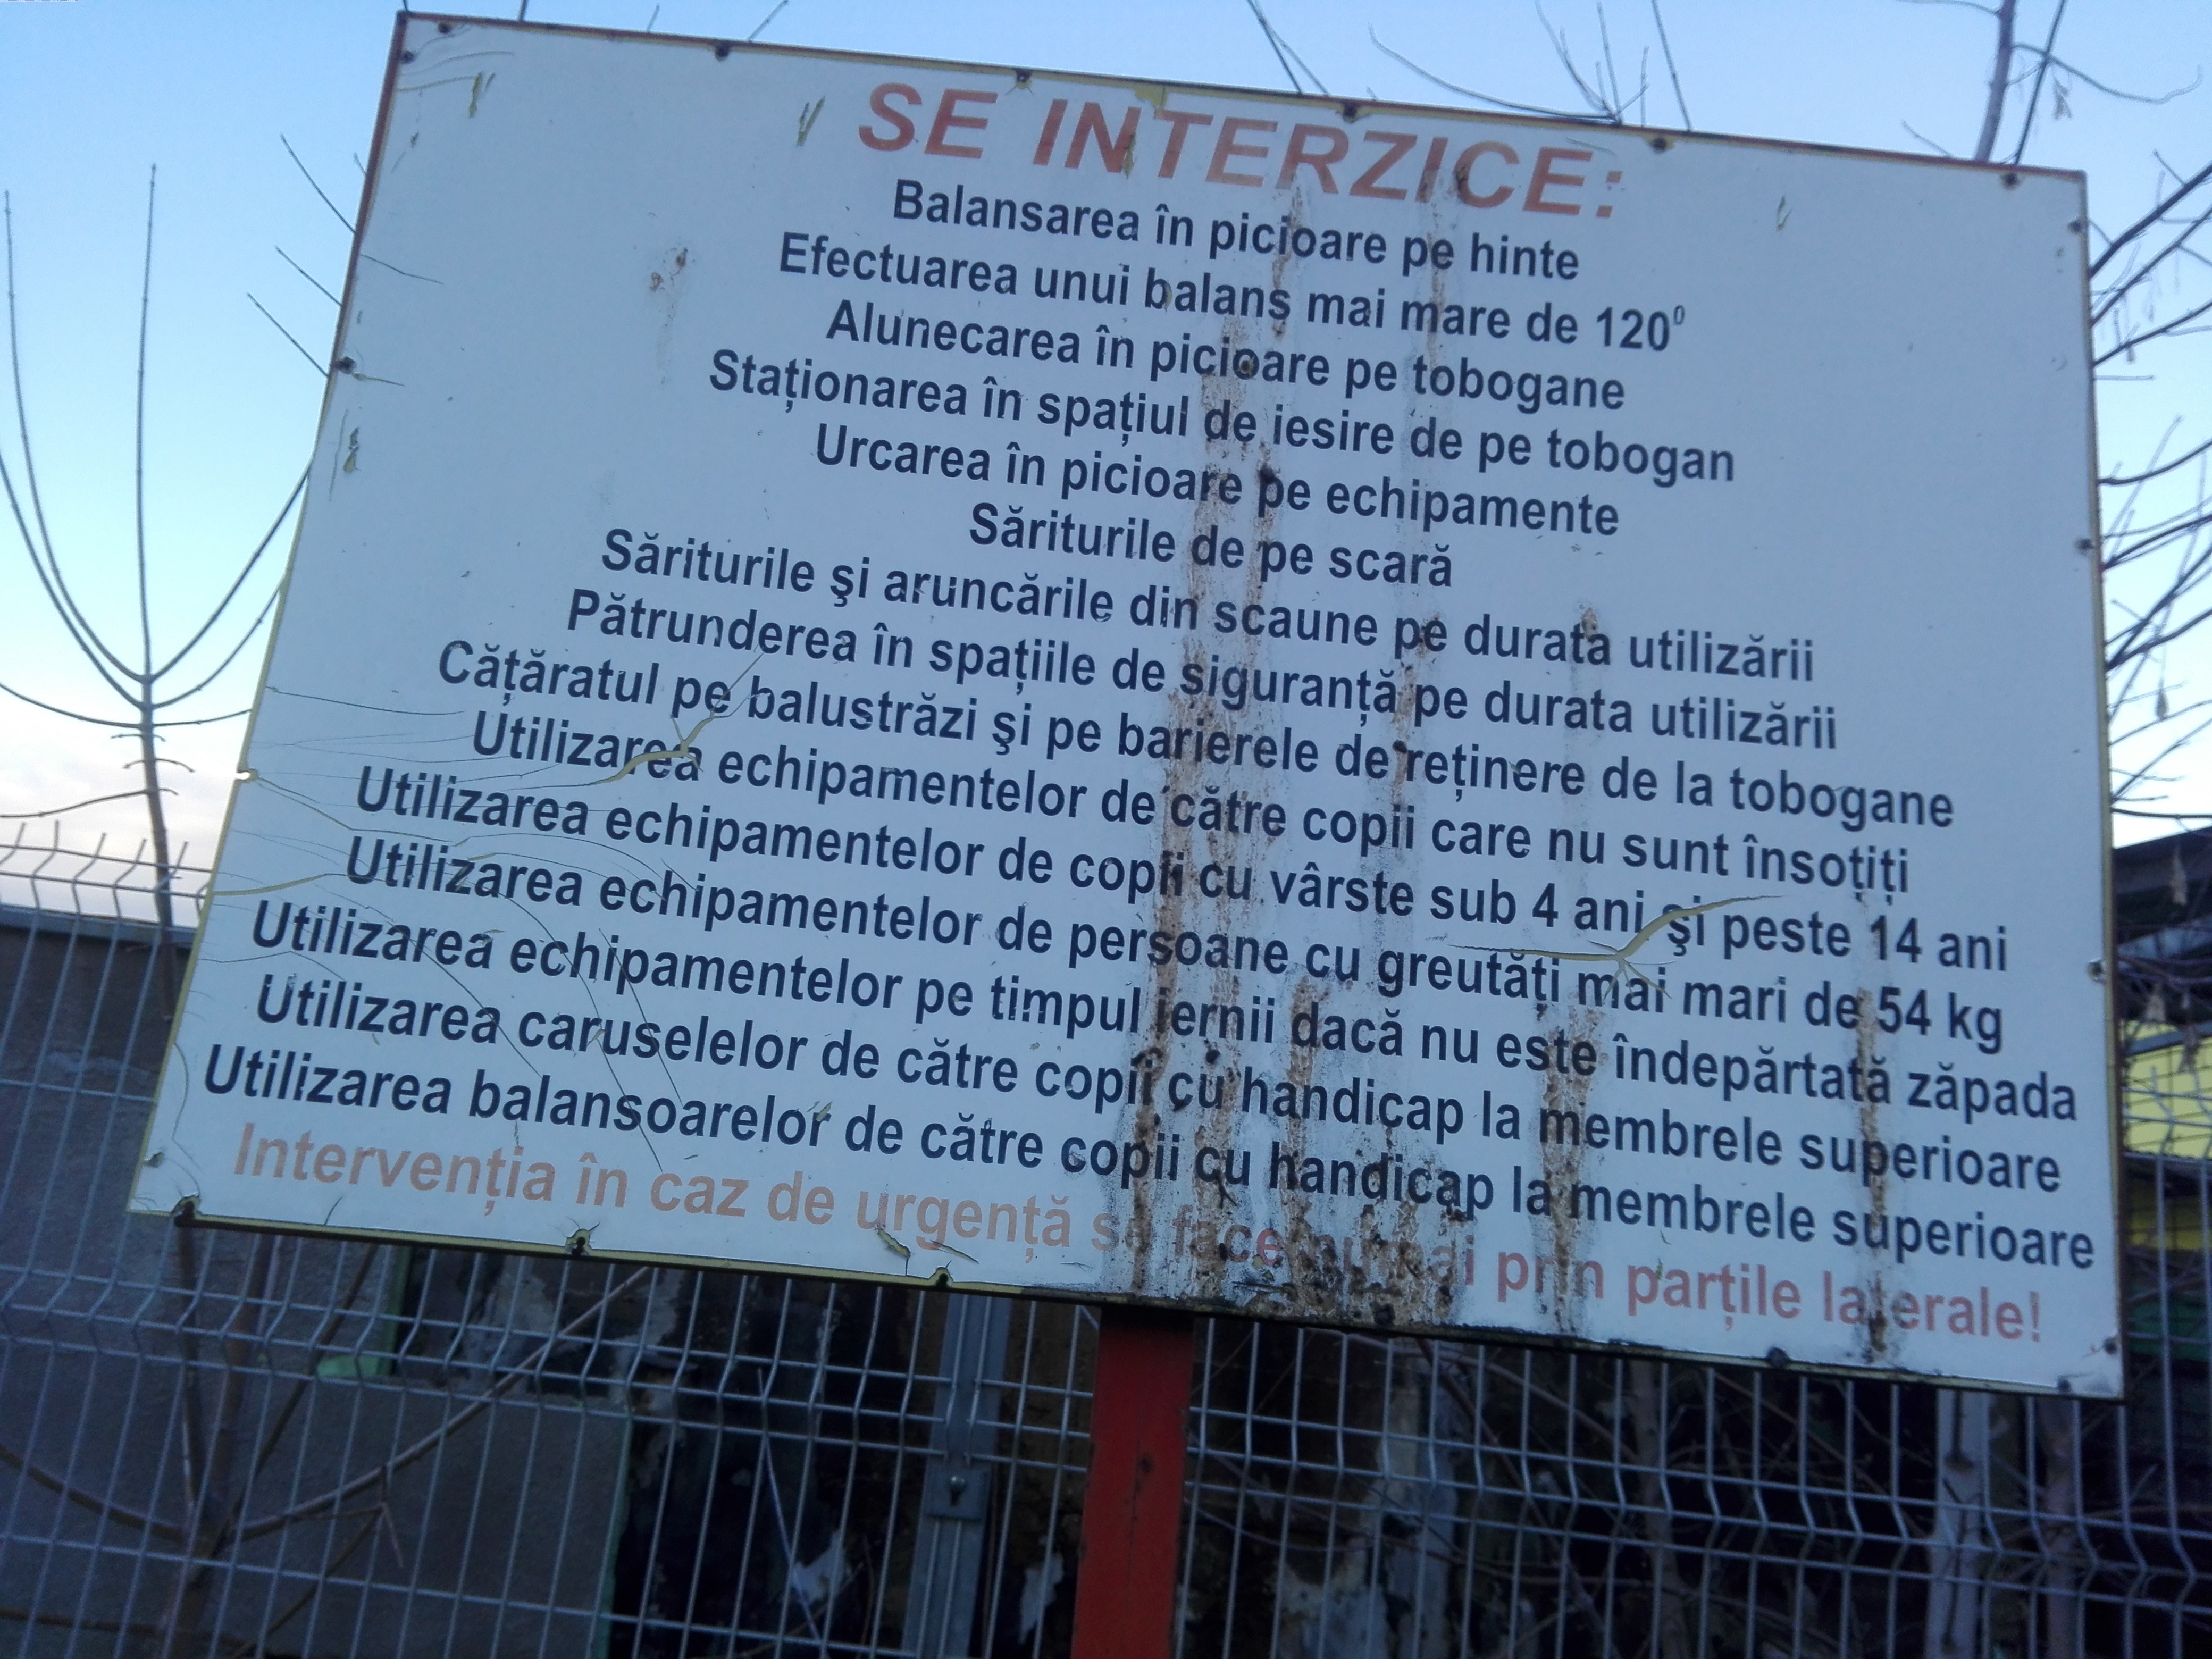 SE INTERZICE:
Balansarea în picioare pe hinte
Efectuarea unui balans mai mare de 120⁰
Alunecarea în picioare pe tobogane
Staționarea în spațiul de iesire de pe tobogan
Urcarea în picioare pe echipamente
Săriturile de pe scară
Săriturile şi aruncările din scaune pe durata utilizării
Pătrunderea în spațiile de siguranță pe durata utilizării
Cățăratul pe balustrăzi şi pe barierele de reținere de la tobogane
Utilizarea echipamentelor de către copii care nu sunt însoțiți
Utilizarea echipamentelor de copii cu vârste sub 4 ani şi peste 14 ani
Utilizarea echipamentelor de persoane cu greutăți mai mari de 54 kg
Utilizarea echipamentelor pe timpul iernii dacă nu este îndepărtată zăpada
Utilizarea caruselelor de către copii cu handicap la membrele superioare
Utilizarea balansoarelor de către copii cu handicap la membrele superioare
Intervenția în caz de urgență se face numai prin parțile laterale!